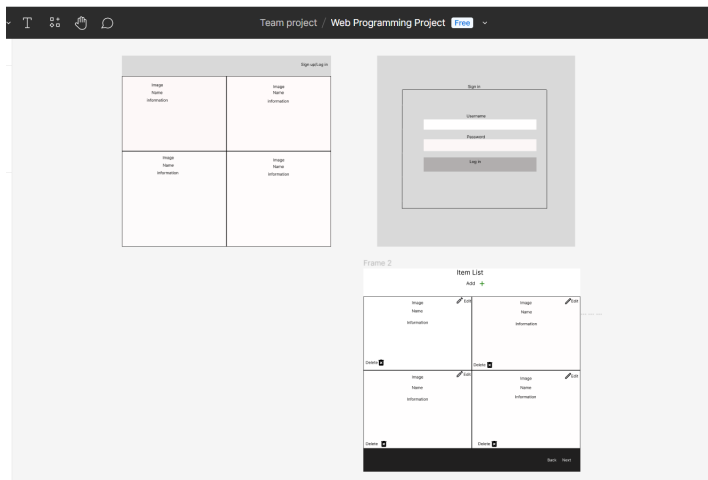 Team project / Web Programming Project Free
Sign up/Log in
Image
Name
Information
Image
Name
Information
Image
Name
Information
Image
Name
Information
Sign in
Username
Password
Log in
Frame 2
Item List
Add +
Image
Name
Information
Edit
Delete
Image
Name
Information
Edit
Delete
Image
Name
Information
Edit
Delete
Image
Name
Information
Edit
Delete
Back Next